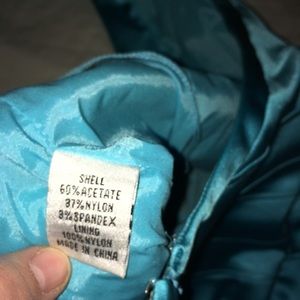 SHELL
60%ACETATE
37%NYLON
3%SPANDEX
LINING
100%NYLON
MADE IN CHINA